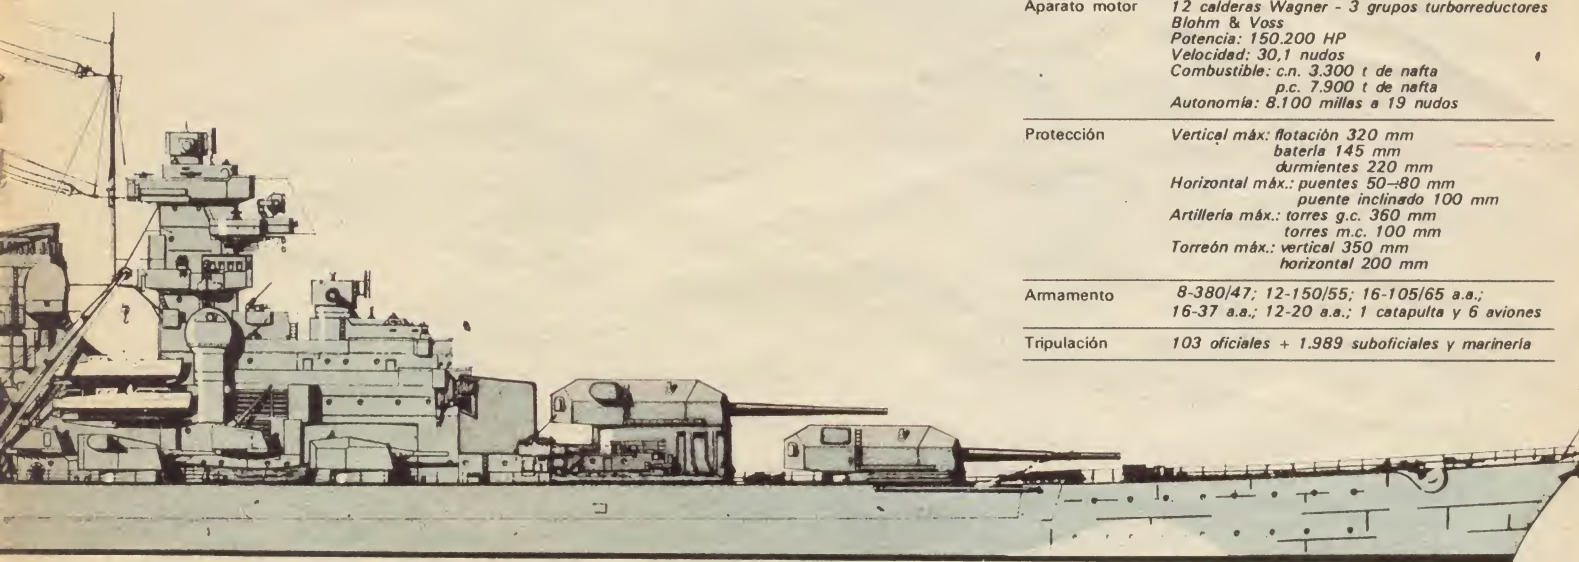 Aparato motor 12 calderas Wagner - 3 grupos turborreductores
Blohm & Voss
Potencia: 150.200 HP
Velocidad: 30,1 nudos
Combustible: c.n. 3.300 t de nafta
p.c. 7.900 t de nafta
Autonomía: 8.100 millas a 19 nudos
Protección Vertical máx: flotación 320 mm
batería 145 mm
durmientes 220 mm
Horizontal máx.: puentes 50-80 mm
puente inclinado 100 mm
Artillería máx.: torres g.c. 360 mm
torres m.c. 100 mm
Torreón máx.: vertical 350 mm
horizontal 200 mm
Armamento 8-380/47; 12-150/55; 16-105/65 a.a.;
16-37 a.a.; 12-20 a.a.; 1 catapulta y 6 aviones
Tripulación 103 oficiales + 1.989 suboficiales y marinería